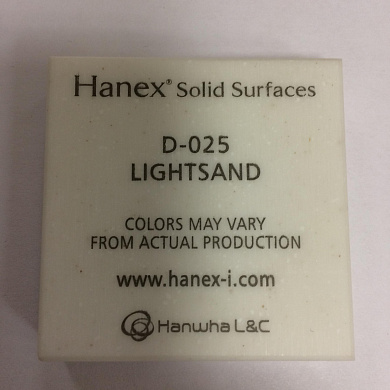 Hanex® Solid Surfaces
D-025
LIGHTSAND
COLORS MAY VARY
FROM ACTUAL PRODUCTION
www.hanex-i.com
Hanwha L&C